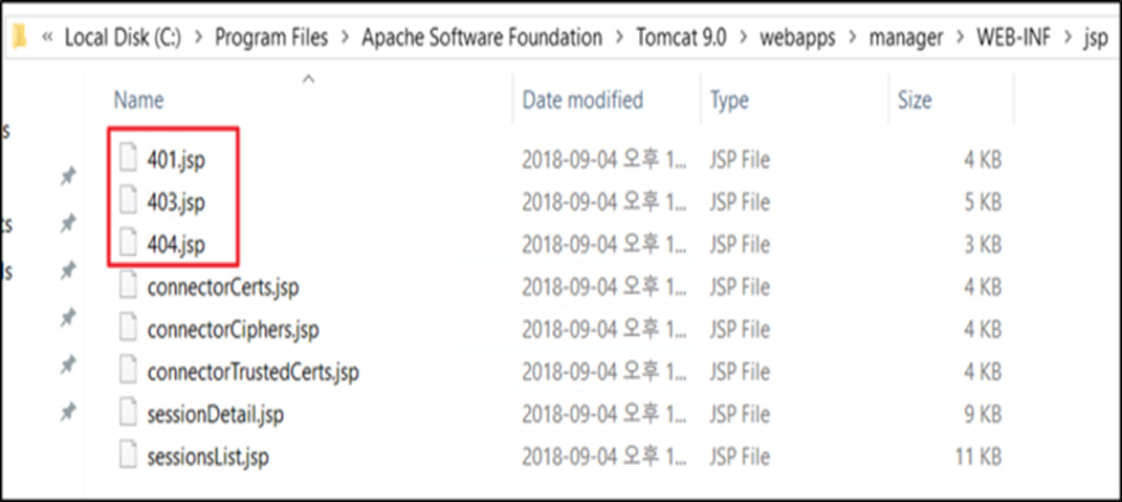 « Local Disk (C:) > Program Files > Apache Software Foundation > Tomcat 9.0 > webapps > manager > WEB-INF > jsp
Name Date modified Type Size
s
401.jsp 2018-09-04 오후 1... JSP File 4 KB
403.jsp 2018-09-04 오후 1... JSP File 5 KB
cs
404.jsp 2018-09-04 오후 1... JSP File 3 KB
ls
connectorCerts.jsp 2018-09-04 오후 1... JSP File 4 KB
connectorCiphers.jsp 2018-09-04 오후 1... JSP File 4 KB
connectorTrustedCerts.jsp 2018-09-04 오후 1... JSP File 4 KB
sessionDetail.jsp 2018-09-04 오후 1... JSP File 9 KB
sessionsList.jsp 2018-09-04 오후 1... JSP File 11 KB